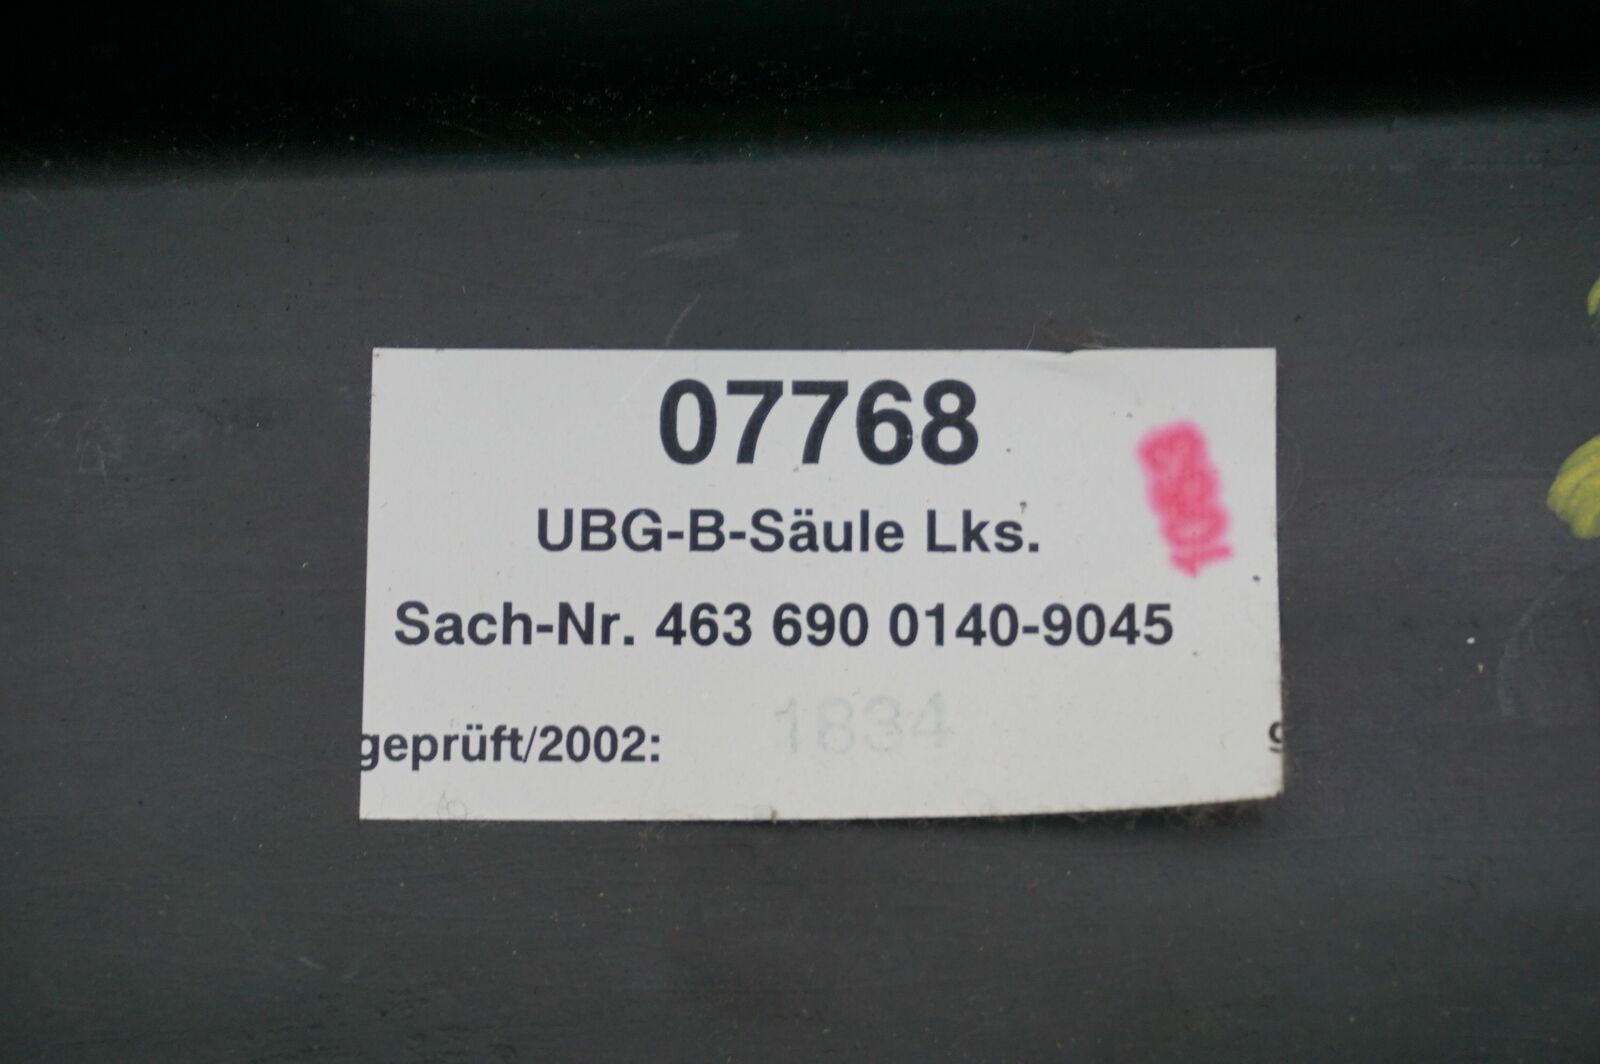 07768
UBG-B-Säule Lks.
Sach-Nr. 463 690 0140-9045
geprüft/2002: 1834 g